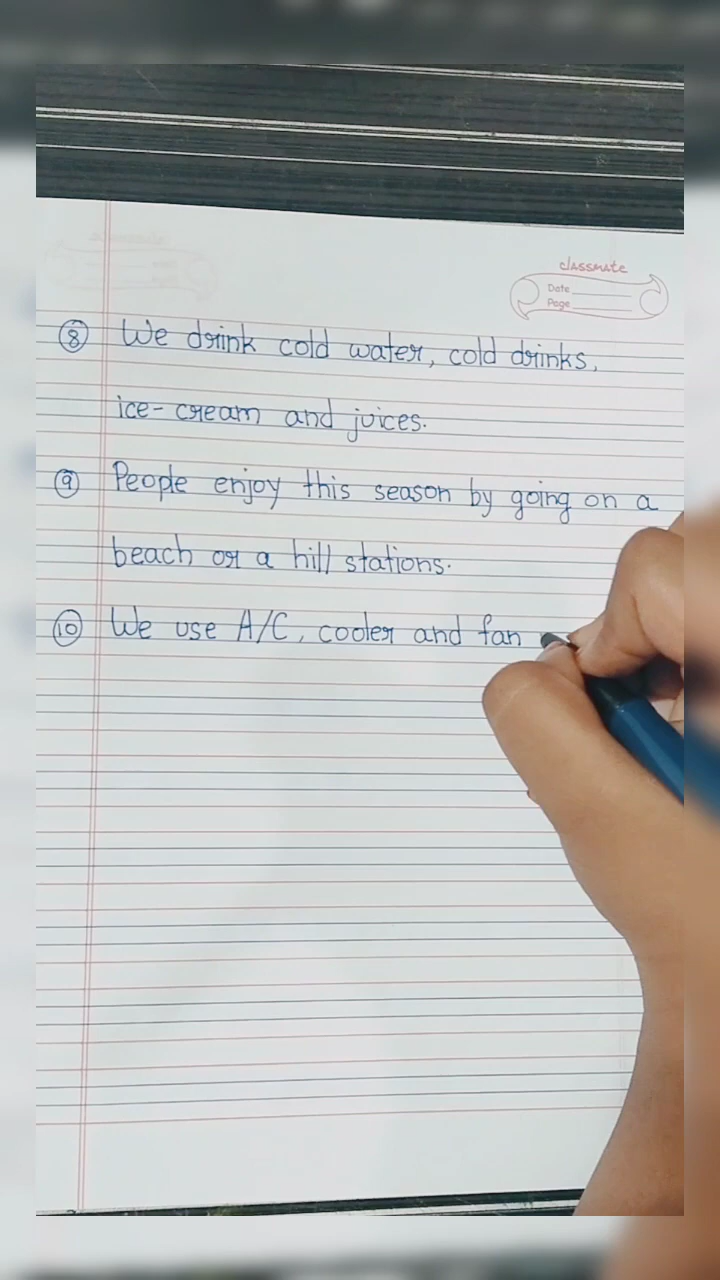 classmate
Date
Page
8 We drink cold water, cold drinks,
ice-cream and juices.
9 People enjoy this season by going on a
beach or a hill stations.
10 We use A/C, cooler and fan